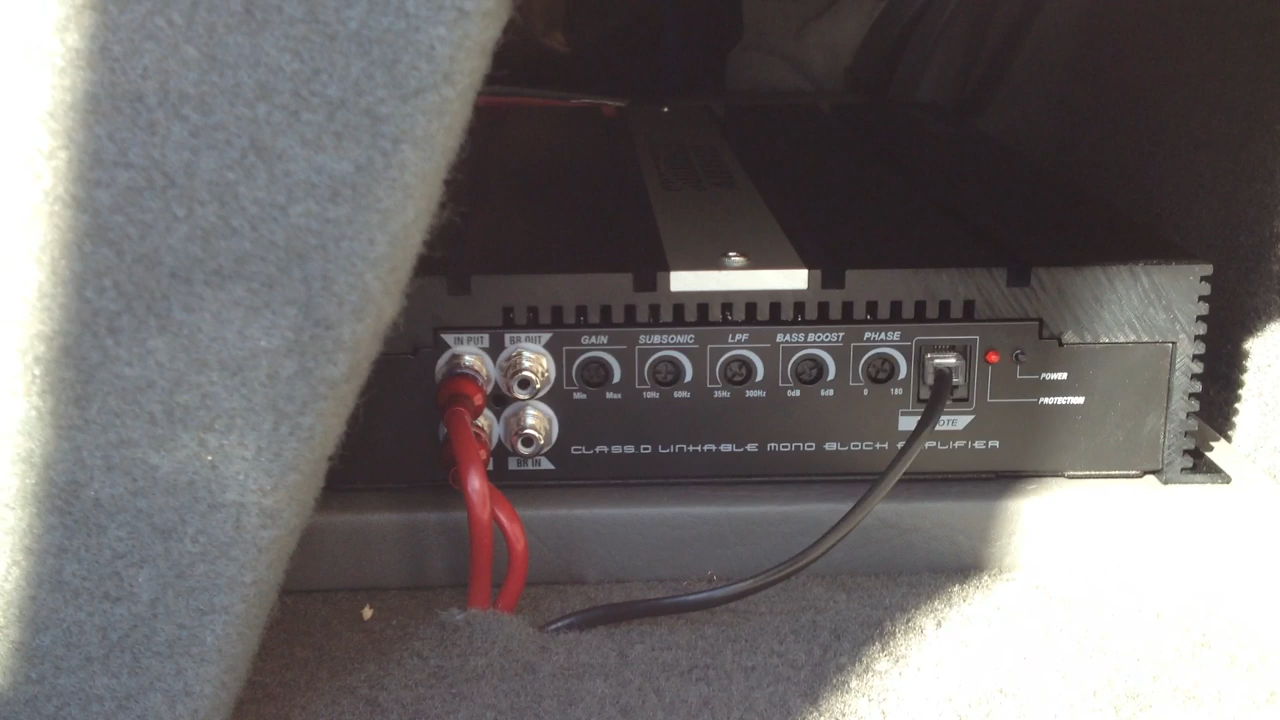 IN PUT
BR OUT
GAIN
SUBSONIC
LPF
BASS BOOST
PHASE
Min Max
10Hz 60Hz
35Hz 300Hz
0dB 6dB
0 180
POWER
PROTECTION
BR IN
CLASS.D LINKABLE MONO BLOCK AMPLIFIER